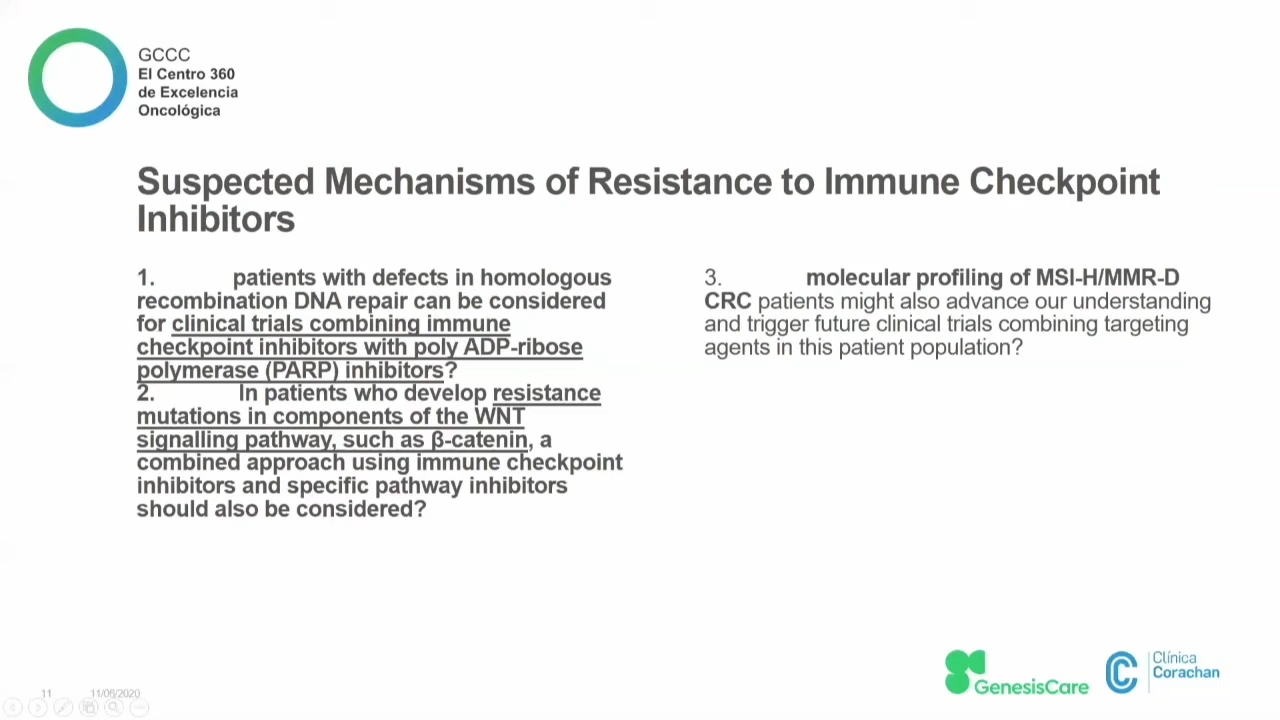 GCCC
El Centro 360
de Excelencia
Oncológica
Suspected Mechanisms of Resistance to Immune Checkpoint
Inhibitors
1. patients with defects in homologous
recombination DNA repair can be considered
for clinical trials combining immune
checkpoint inhibitors with poly ADP-ribose
polymerase (PARP) inhibitors?
2. In patients who develop resistance
mutations in components of the WNT
signalling pathway, such as β-catenin, a
combined approach using immune checkpoint
inhibitors and specific pathway inhibitors
should also be considered?
3. molecular profiling of MSI-H/MMR-D
CRC patients might also advance our understanding
and trigger future clinical trials combining targeting
agents in this patient population?
GenesisCare
Clínica
Corachan
11 11/06/2020